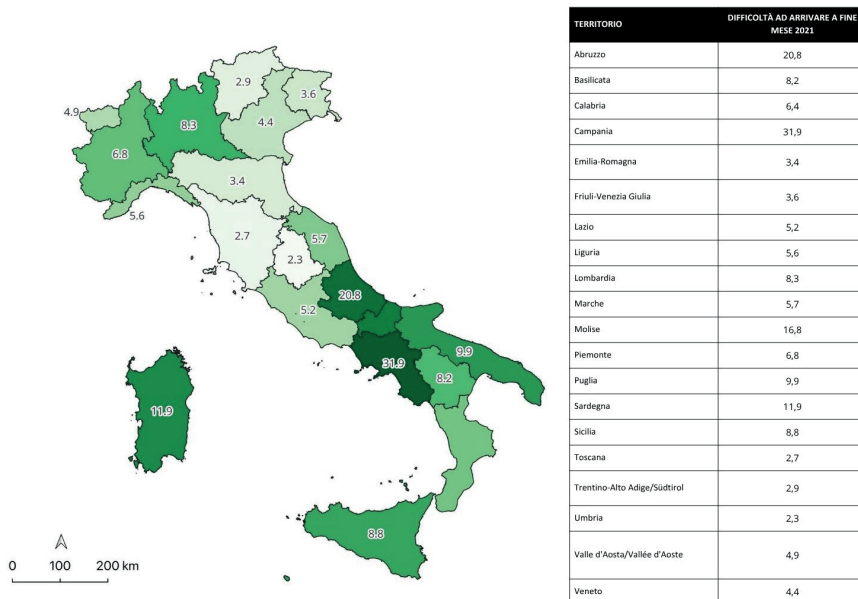 2.9
3.6
4.9
8.3
4.4
6.8
3.4
5.6
2.7
5.7
2.3
20.8
5.2
31.9
9.9
8.2
11.9
8.8
0 100 200 km
TERRITORIO DIFFICOLTÀ AD ARRIVARE A FINE
MESE 2021
Abruzzo 20,8
Basilicata 8,2
Calabria 6,4
Campania 31,9
Emilia-Romagna 3,4
Friuli-Venezia Giulia 3,6
Lazio 5,2
Liguria 5,6
Lombardia 8,3
Marche 5,7
Molise 16,8
Piemonte 6,8
Puglia 9,9
Sardegna 11,9
Sicilia 8,8
Toscana 2,7
Trentino-Alto Adige/Südtirol 2,9
Umbria 2,3
Valle d'Aosta/Vallée d'Aoste 4,9
Veneto 4,4